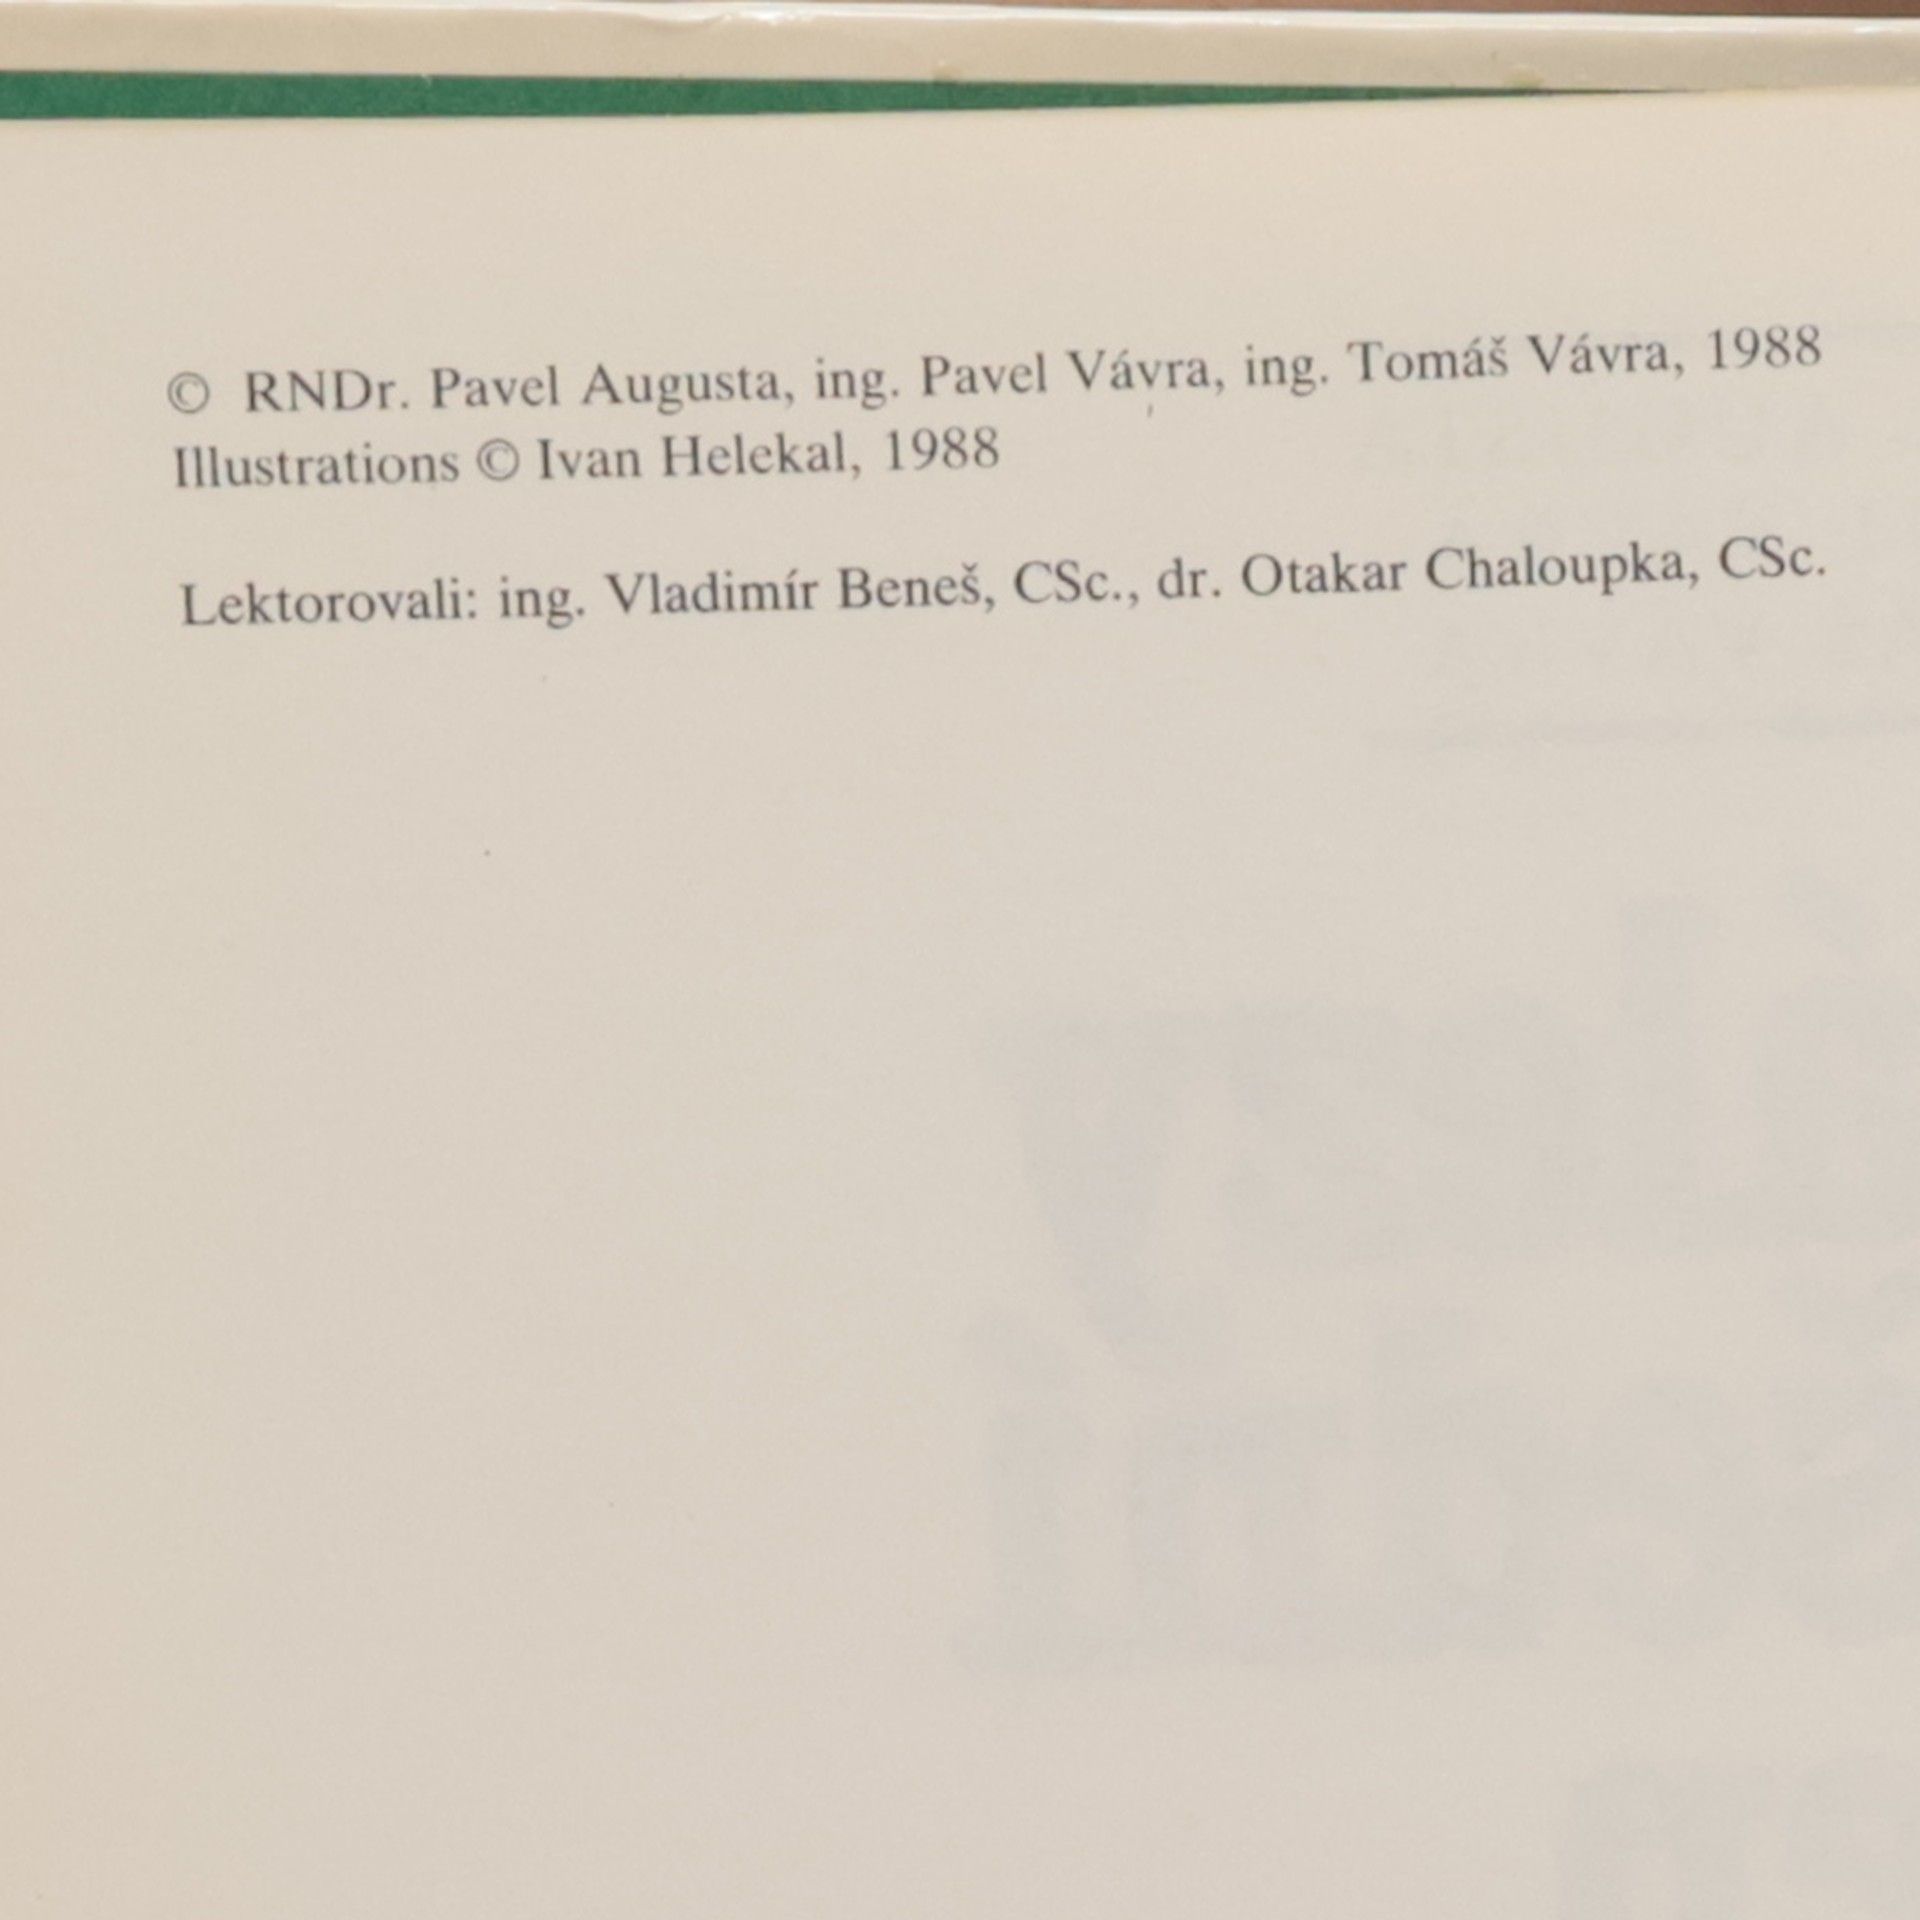 © RNDr. Pavel Augusta, ing. Pavel Vávra, ing. Tomáš Vávra, 1988
Illustrations © Ivan Helekal, 1988
Lektorovali: ing. Vladimír Beneš, CSc., dr. Otakar Chaloupka, CSc.